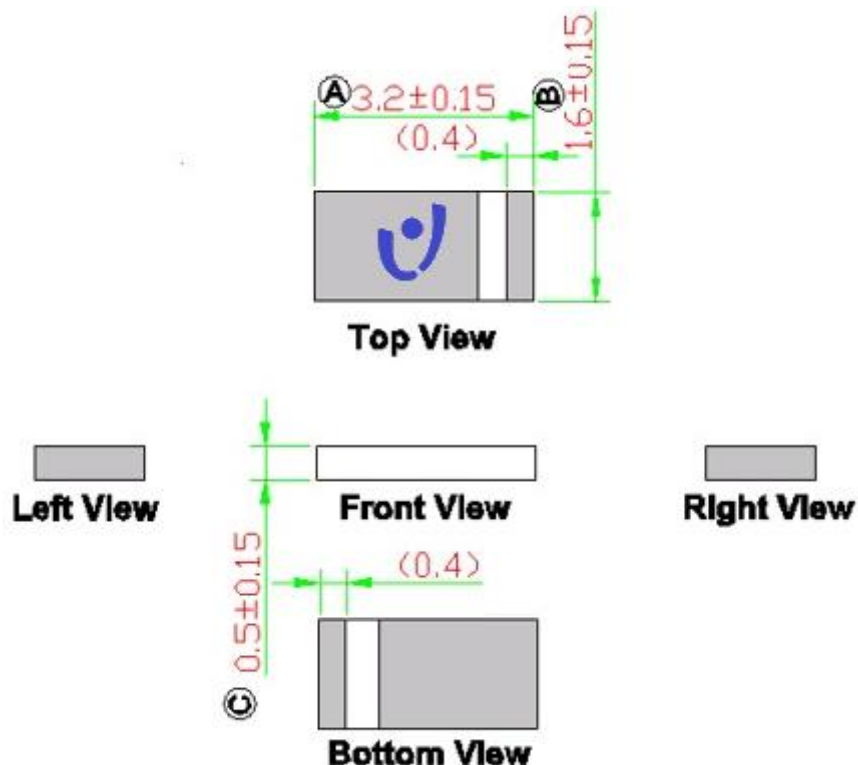 A 3.2±0.15
B 1.6±0.15
(0.4)
Top View
Left View
Front View
Right View
C 0.5±0.15
(0.4)
Bottom View